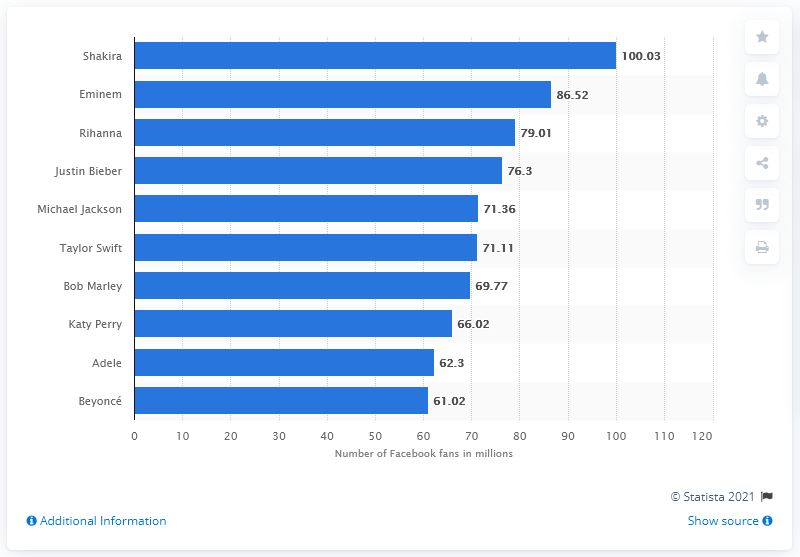 Shakira 100.03
Eminem 86.52
Rihanna 79.01
Justin Bieber 76.3
Michael Jackson 71.36
Taylor Swift 71.11
Bob Marley 69.77
Katy Perry 66.02
Adele 62.3
Beyoncé 61.02
0 10 20 30 40 50 60 70 80 90 100 110 120
Number of Facebook fans in millions
© Statista 2021
Additional Information Show source